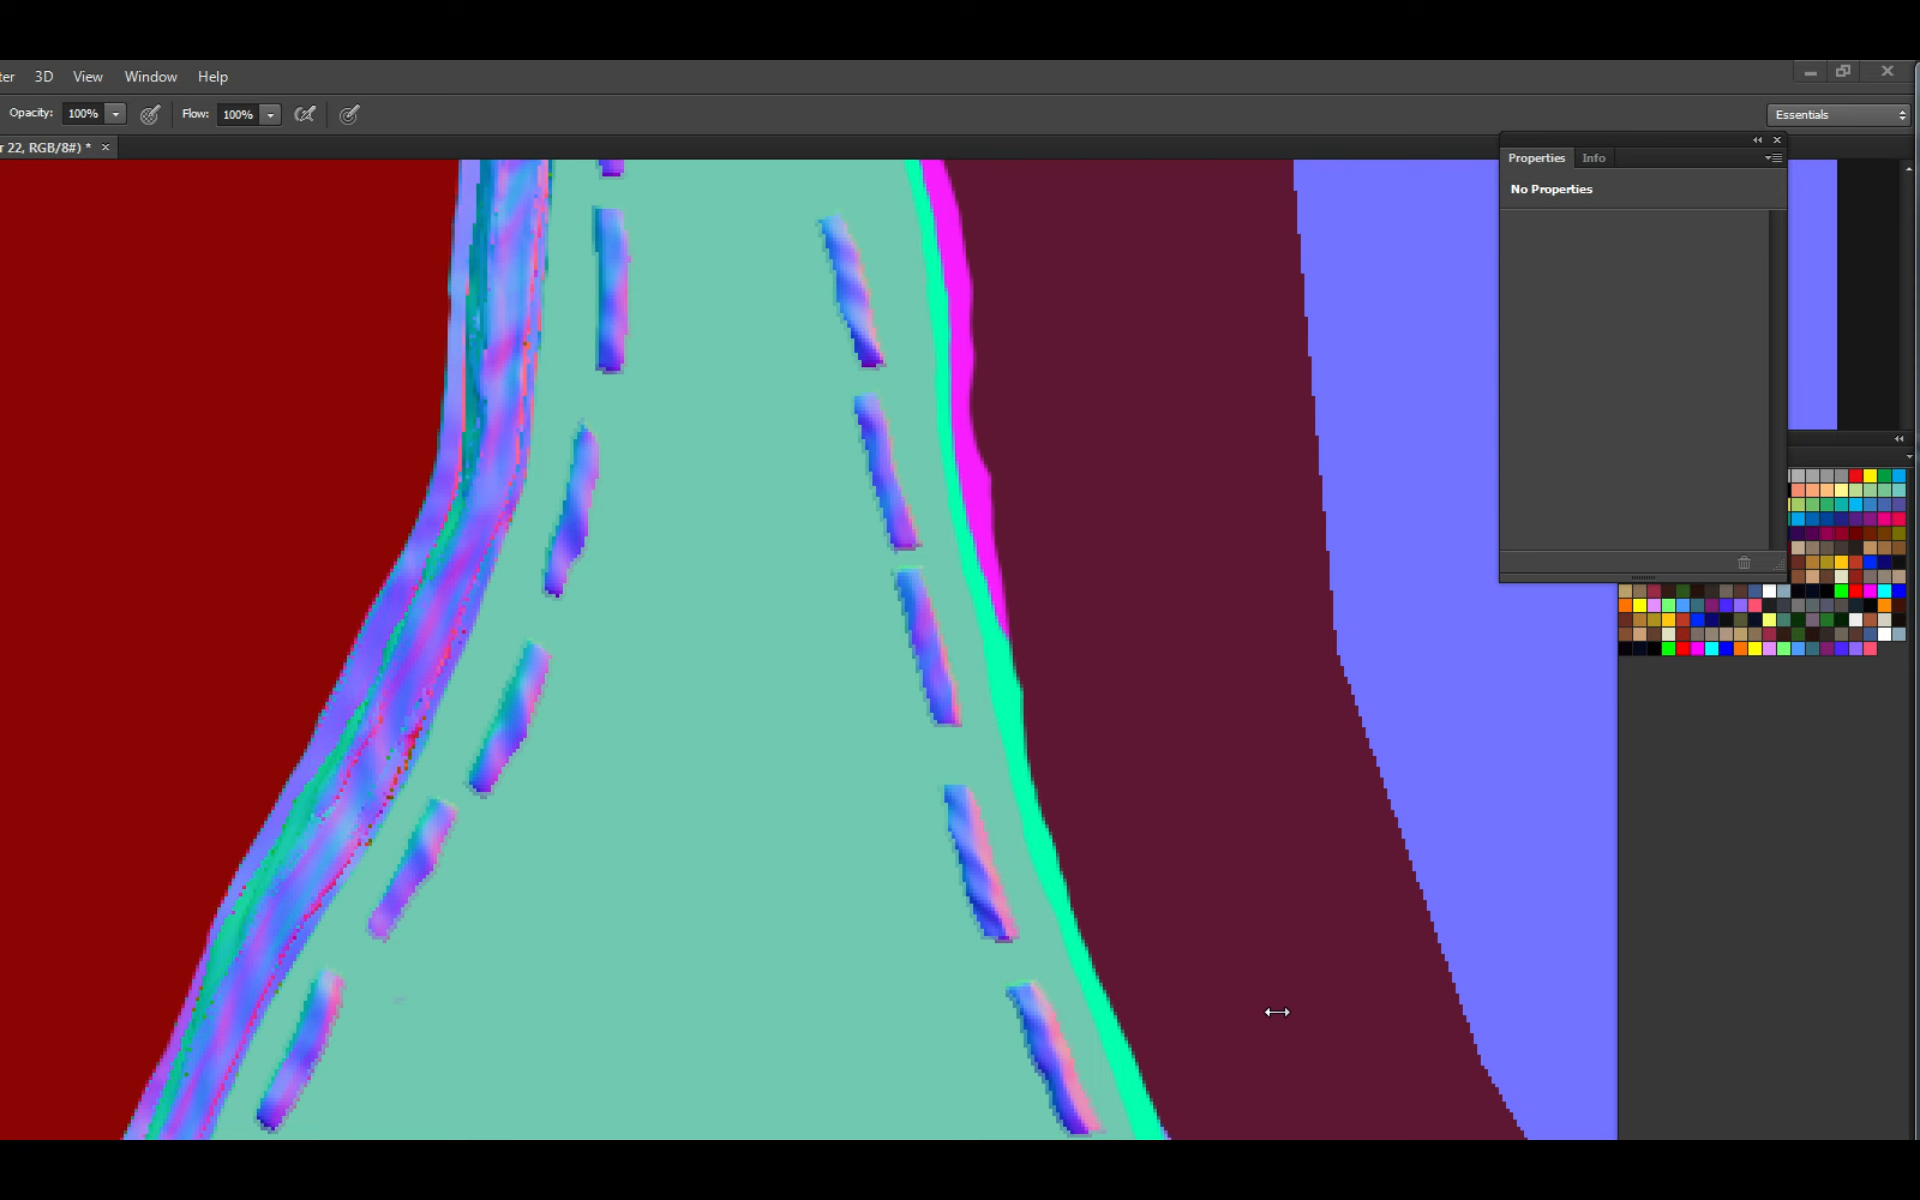 ter 3D View Window Help
Opacity: 100% Flow: 100% Essentials
r 22, RGB/8#) * ×
Properties Info
No Properties